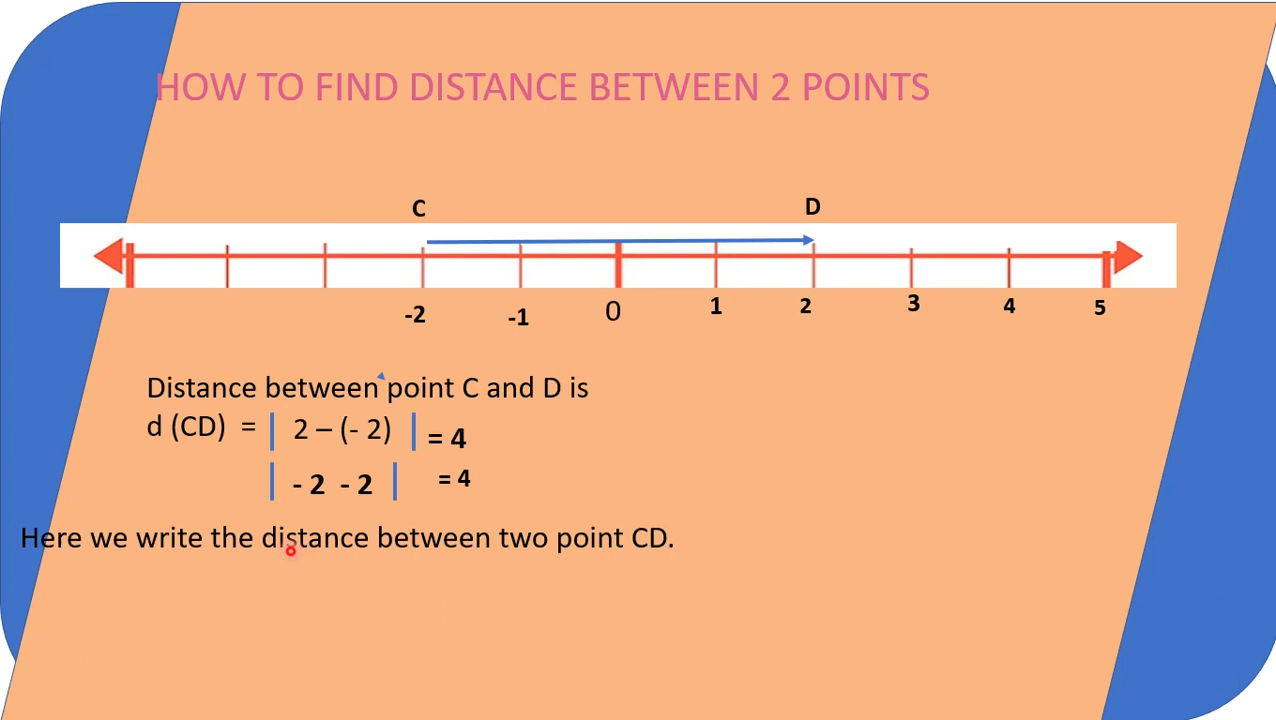 HOW TO FIND DISTANCE BETWEEN 2 POINTS
C D
-2 -1 0 1 2 3 4 5
Distance between point C and D is
d (CD) = | 2 – (- 2) | = 4
| - 2 - 2 | = 4
Here we write the distance between two point CD.